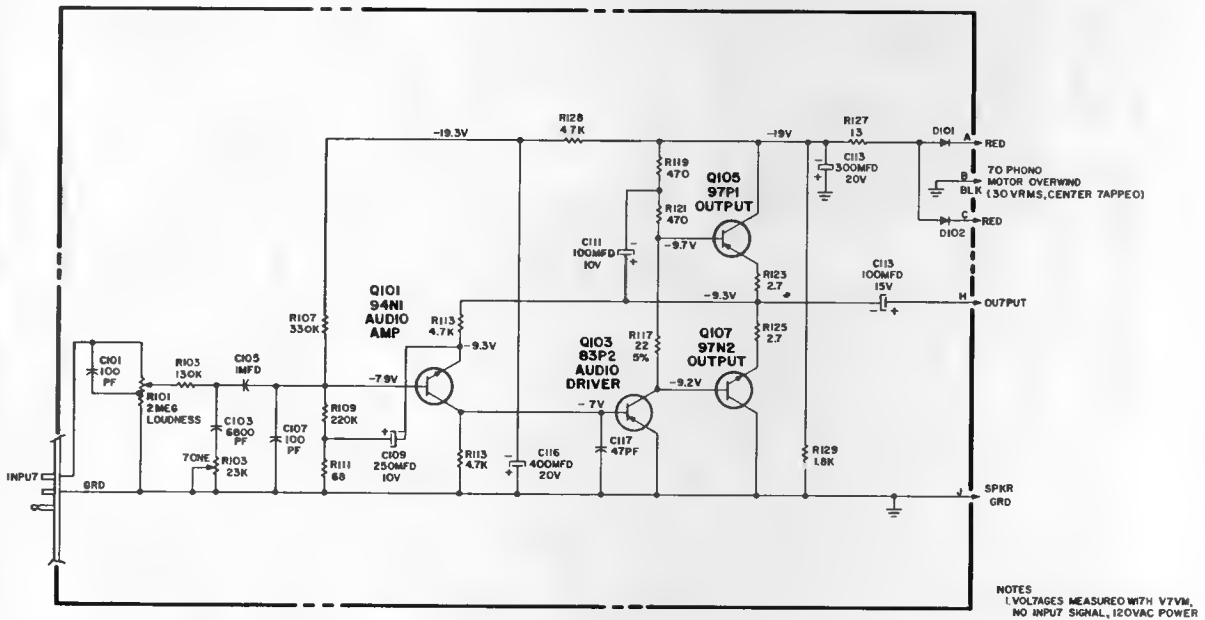 R128
4.7K
R127
13
D101
A
RED
-19.3V
-19V
R119
470
-
+
C113
300MFD
20V
B
BLK
70 PHONO
MOTOR OVERWIND
(30 VRMS, CEN7ER 7APPEO)
Q105
97P1
OUTPUT
R121
470
C
RED
D102
C111
100MFD
10V
-
+
-9.7V
C113
100MFD
15V
R123
2.7
Q101
94N1
AUDIO
AMP
-9.3V
-
+
H
OU7PUT
R107
330K
R113
4.7K
R117
22
5%
Q107
97N2
OUTPUT
R125
2.7
-9.3V
Q103
83P2
AUDIO
DRIVER
C101
100
PF
R103
130K
C105
1MFD
-7.9V
-9.2V
R101
2MEG
LOUDNESS
C103
6800
PF
C107
100
PF
R109
220K
-7V
+
-
C109
250MFD
10V
R113
4.7K
C117
47PF
C116
400MFD
20V
-
+
R129
1.8K
7ONE
R103
23K
R111
68
INPU7
GRD
J
SPKR
GRD
NOTES
1. VOL7AGES MEASURED WI7H V7VM,
NO INPU7 SIGNAL, 120VAC POWER